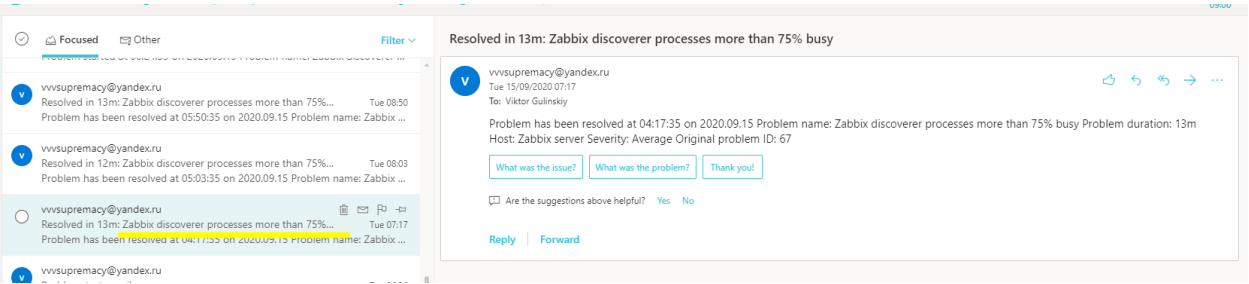 09:00
Focused
Other
Filter
vvvsupremacy@yandex.ru
Resolved in 13m: Zabbix discoverer processes more than 75%...
Tue 08:50
Problem has been resolved at 05:50:35 on 2020.09.15 Problem name: Zabbix ...
V
vvvsupremacy@yandex.ru
Resolved in 12m: Zabbix discoverer processes more than 75%...
Tue 08:03
Problem has been resolved at 05:03:35 on 2020.09.15 Problem name: Zabbix ...
V
vvvsupremacy@yandex.ru
Resolved in 13m: Zabbix discoverer processes more than 75%...
Tue 07:17
Problem has been resolved at 04:17:35 on 2020.09.15 Problem name: Zabbix ...
vvvsupremacy@yandex.ru
V
Resolved in 13m: Zabbix discoverer processes more than 75% busy
V
vvvsupremacy@yandex.ru
Tue 15/09/2020 07:17
To: Viktor Gulinskiy
Problem has been resolved at 04:17:35 on 2020.09.15 Problem name: Zabbix discoverer processes more than 75% busy Problem duration: 13m
Host: Zabbix server Severity: Average Original problem ID: 67
What was the issue?
What was the problem?
Thank you!
Are the suggestions above helpful? Yes No
Reply
Forward